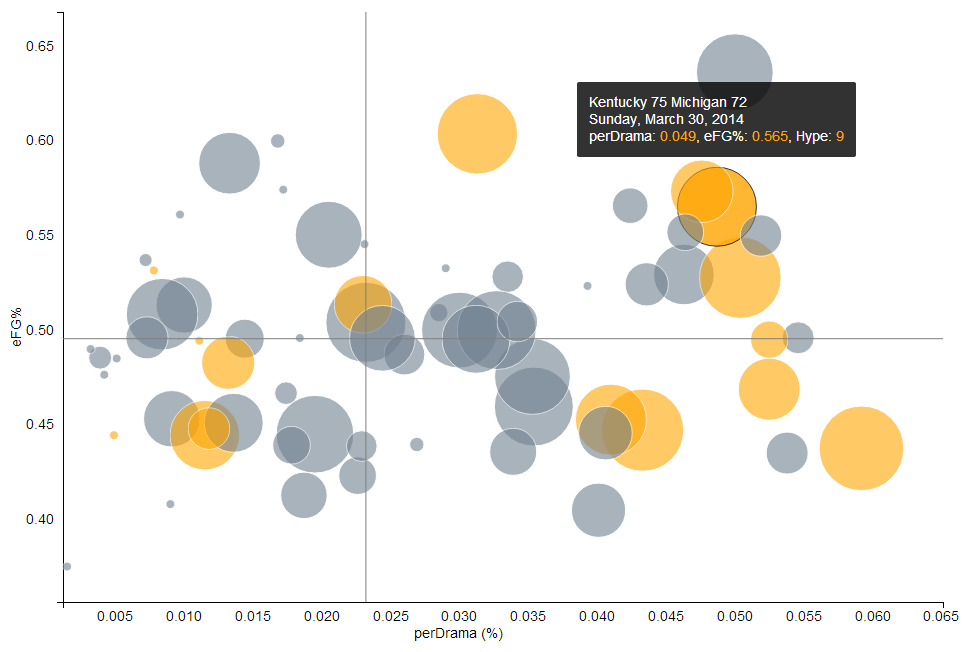 0.65
Kentucky 75 Michigan 72
Sunday, March 30, 2014
perDrama: 0.049, eFG%: 0.565, Hype: 9
0.60
0.55
0.50
eFG%
0.45
0.40
0.005 0.010 0.015 0.020 0.025 0.030 0.035 0.040 0.045 0.050 0.055 0.060 0.065
perDrama (%)